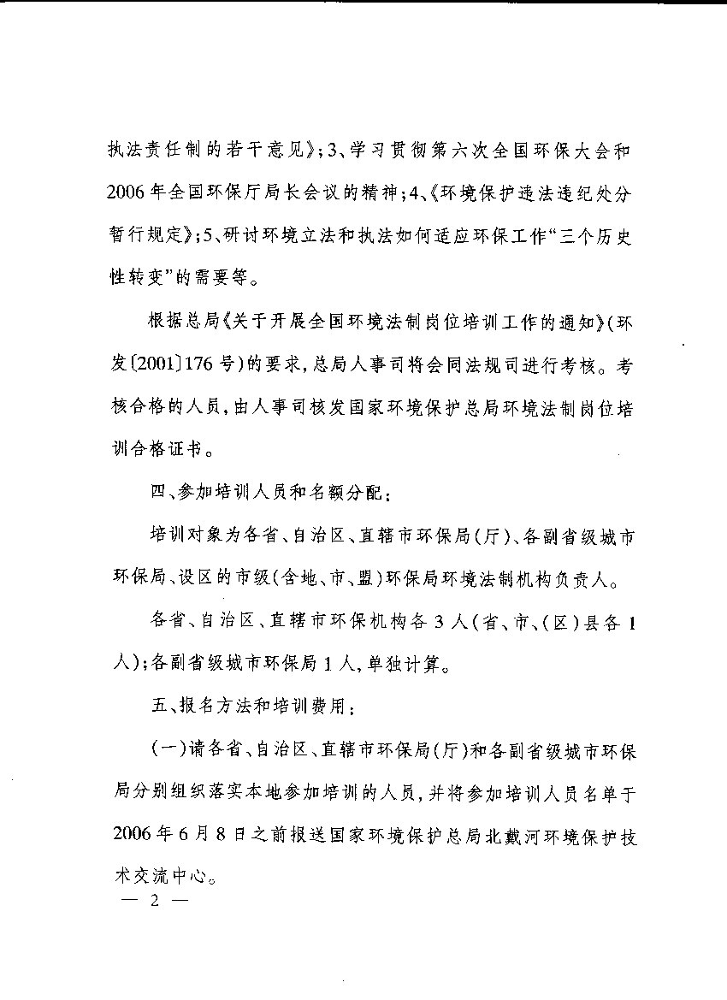 执法责任制的若干意见》;3、学习贯彻第六次全国环保大会和
2006年全国环保厅局长会议的精神;4、《环境保护违法违纪处分
暂行规定》;5、研讨环境立法和执法如何适应环保工作“三个历史
性转变”的需要等。
根据总局《关于开展全国环境法制岗位培训工作的通知》(环
发〔2001〕176号)的要求,总局人事司将会同法规司进行考核。考
核合格的人员,由人事司核发国家环境保护总局环境法制岗位培
训合格证书。
四、参加培训人员和名额分配:
培训对象为各省、自治区、直辖市环保局(厅)、各副省级城市
环保局、设区的市级(含地、市、盟)环保局环境法制机构负责人。
各省、自治区、直辖市环保机构各3人(省、市、(区)县各1
人);各副省级城市环保局1人,单独计算。
五、报名方法和培训费用:
(一)请各省、自治区、直辖市环保局(厅)和各副省级城市环保
局分别组织落实本地参加培训的人员,并将参加培训人员名单于
2006年6月8日之前报送国家环境保护总局北戴河环境保护技
术交流中心。
— 2 —